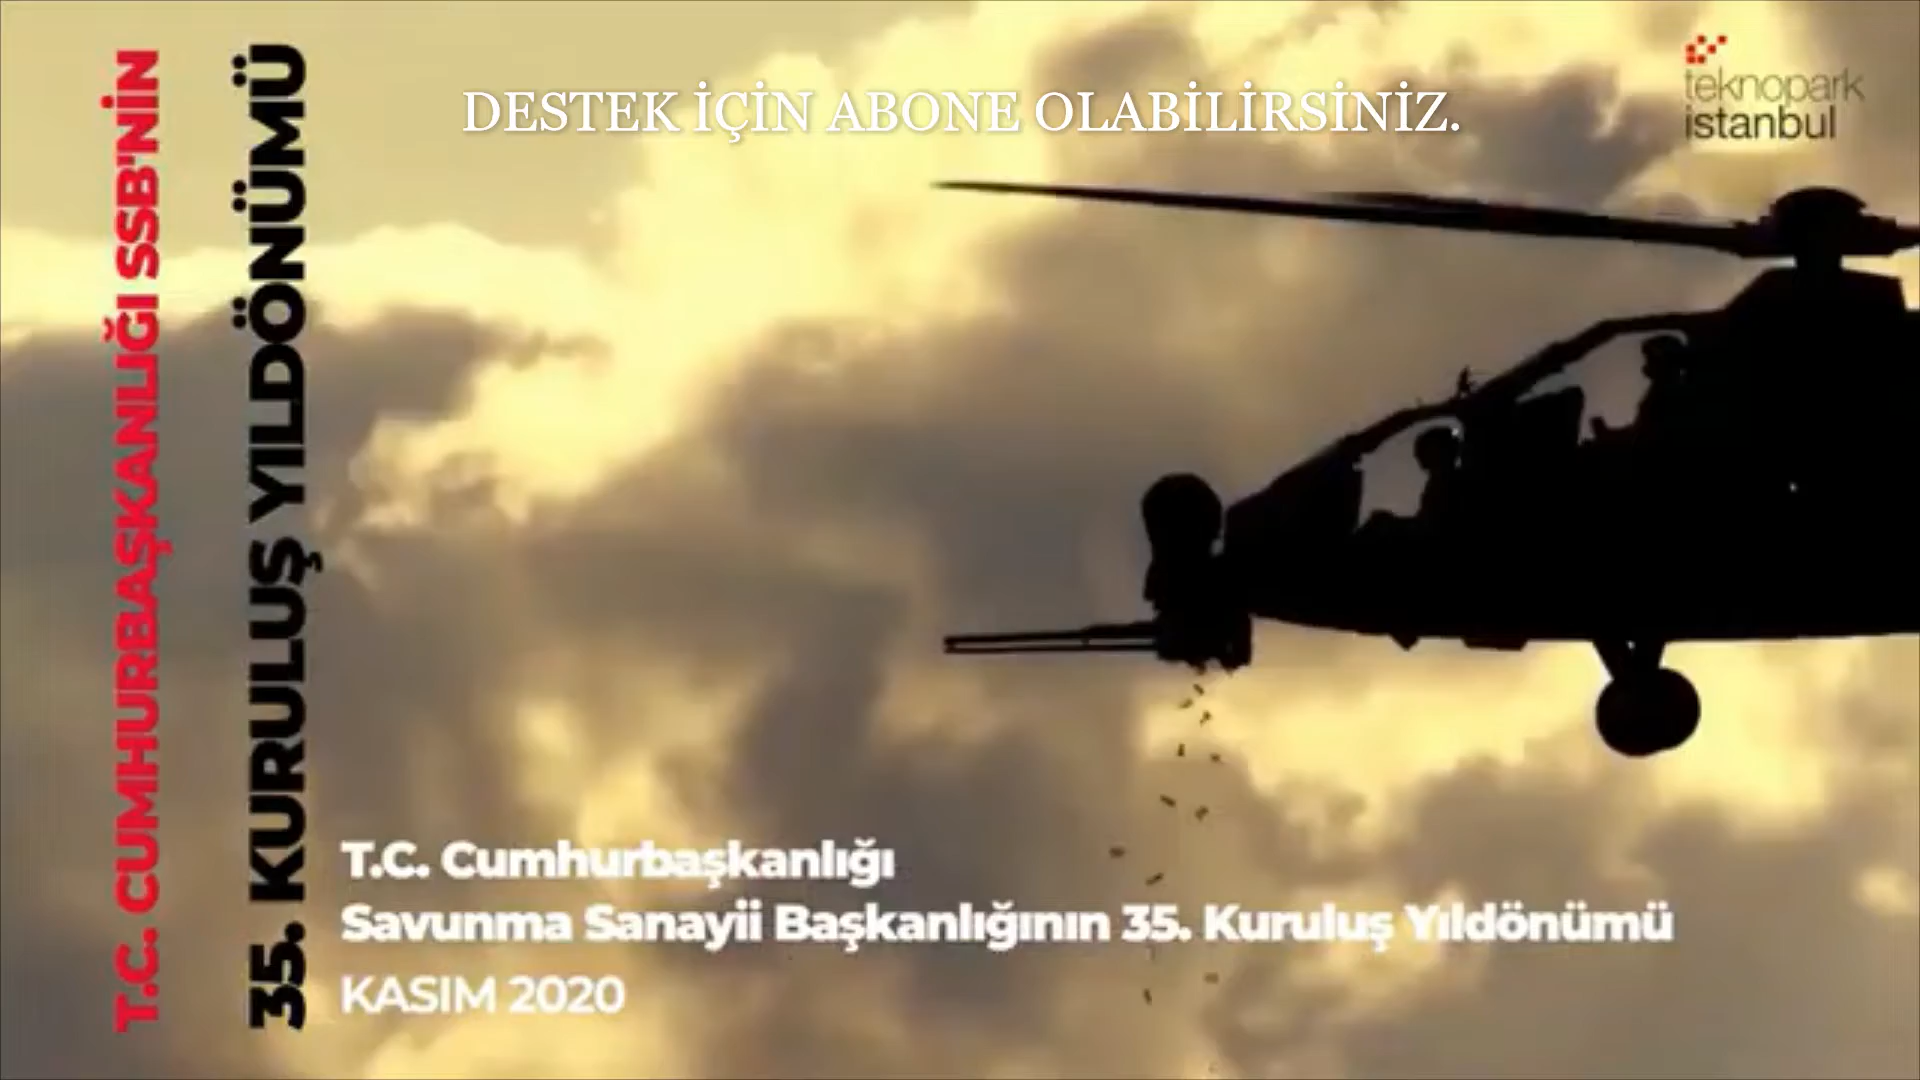 T.C. CUMHURBAŞKANLIĞI SSB'NİN
35. KURULUŞ YILDÖNÜMÜ
DESTEK İÇİN ABONE OLABİLİRSİNİZ.
teknopark
istanbul
T.C. Cumhurbaşkanlığı
Savunma Sanayii Başkanlığının 35. Kuruluş Yıldönümü
KASIM 2020